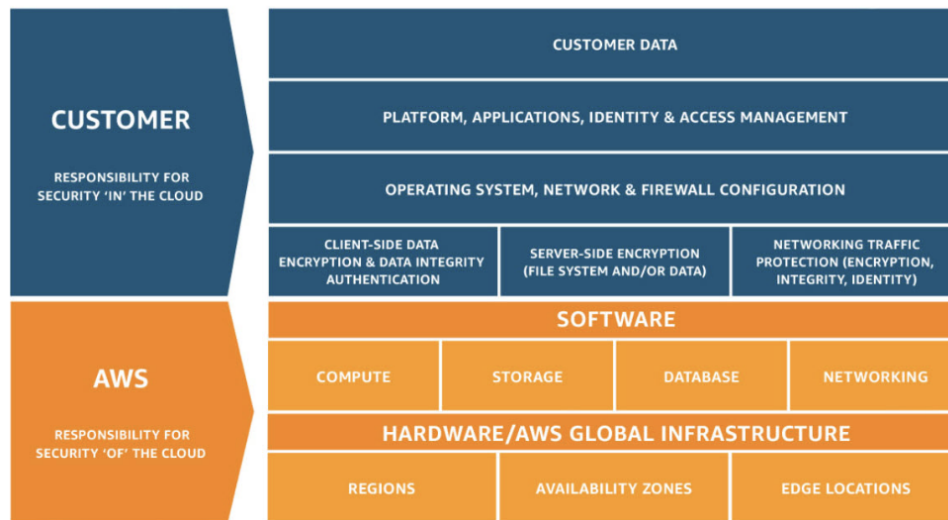 CUSTOMER
RESPONSIBILITY FOR
SECURITY ‘IN’ THE CLOUD
CUSTOMER DATA
PLATFORM, APPLICATIONS, IDENTITY & ACCESS MANAGEMENT
OPERATING SYSTEM, NETWORK & FIREWALL CONFIGURATION
CLIENT-SIDE DATA
ENCRYPTION & DATA INTEGRITY
AUTHENTICATION
SERVER-SIDE ENCRYPTION
(FILE SYSTEM AND/OR DATA)
NETWORKING TRAFFIC
PROTECTION (ENCRYPTION,
INTEGRITY, IDENTITY)
AWS
RESPONSIBILITY FOR
SECURITY ‘OF’ THE CLOUD
SOFTWARE
COMPUTE
STORAGE
DATABASE
NETWORKING
HARDWARE/AWS GLOBAL INFRASTRUCTURE
REGIONS
AVAILABILITY ZONES
EDGE LOCATIONS